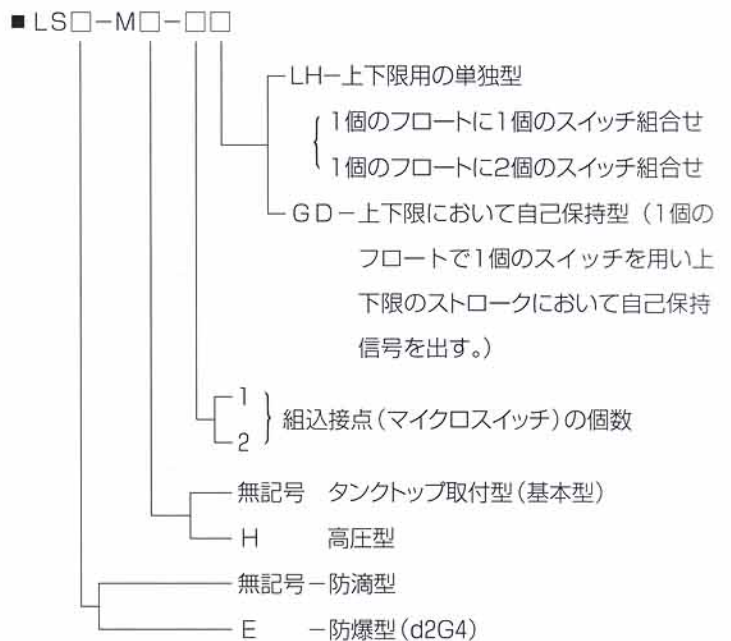 ■ LS□－M□－□□
LH－上下限用の単独型
1個のフロートに1個のスイッチ組合せ
1個のフロートに2個のスイッチ組合せ
GD－上下限において自己保持型（1個の
フロートで1個のスイッチを用い上
下限のストロークにおいて自己保持
信号を出す。）
1
組込接点（マイクロスイッチ）の個数
2
無記号 タンクトップ取付型（基本型）
H 高圧型
無記号－防滴型
E －防爆型（d2G4）